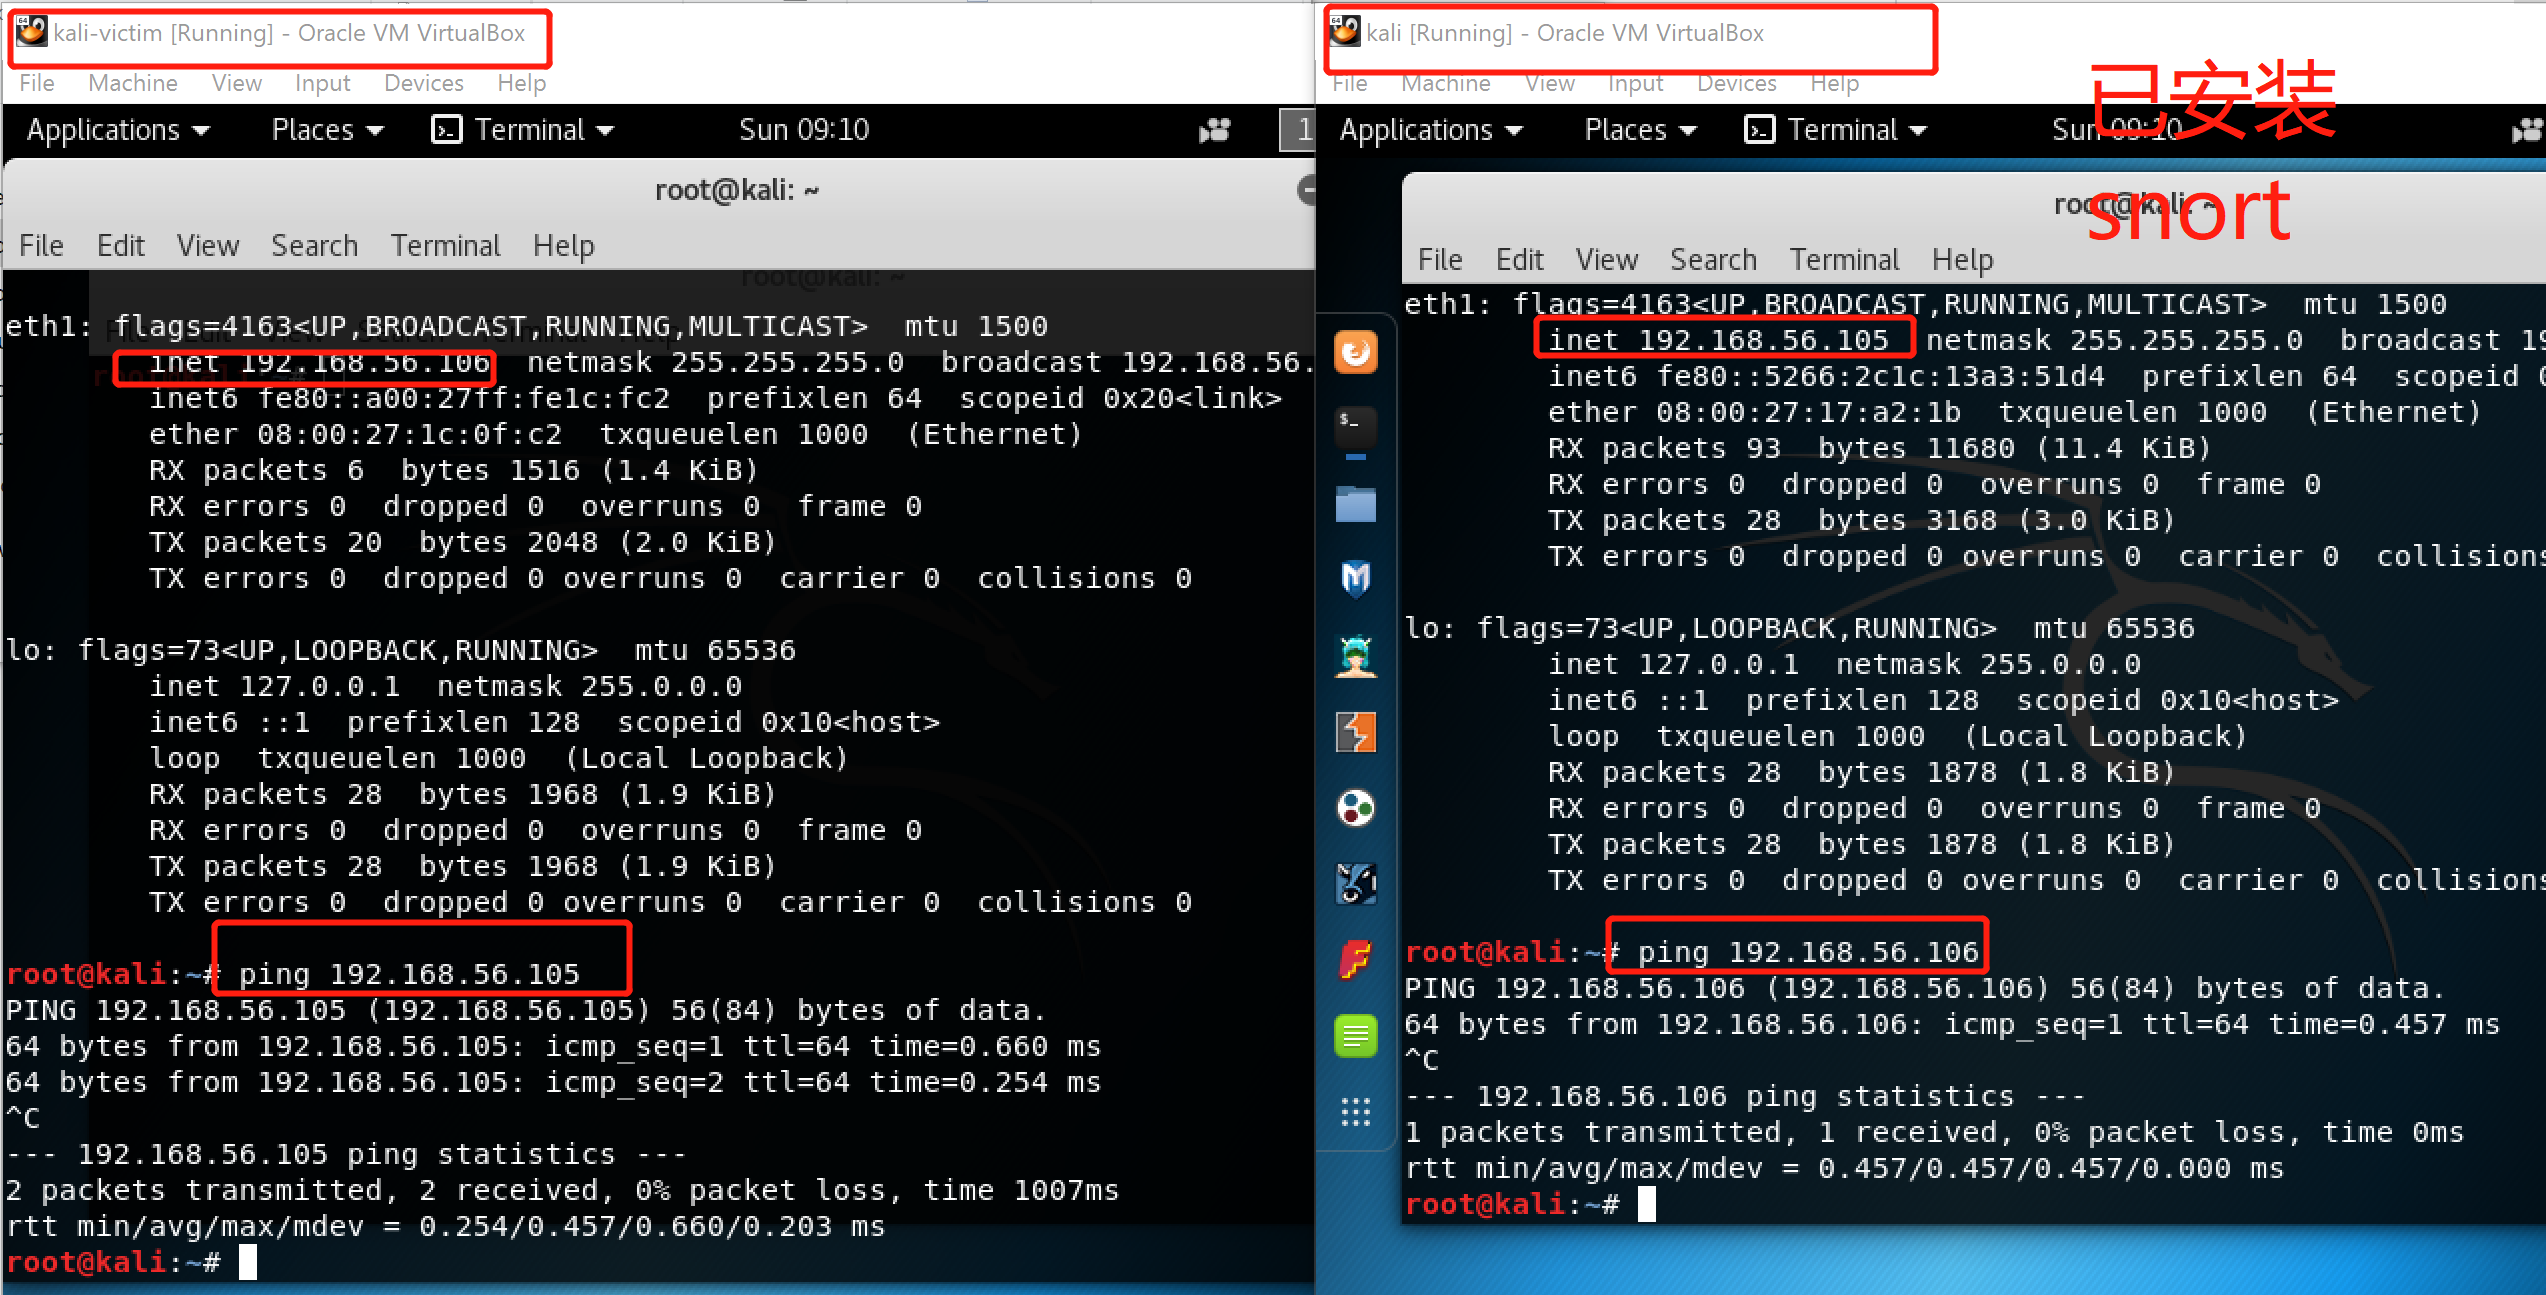 kali-victim [Running] - Oracle VM VirtualBox
File Machine View Input Devices Help
Applications Places Terminal Sun 09:10 1
root@kali: ~
File Edit View Search Terminal Help
root@kali: ~
eth1: flags=4163<UP,BROADCAST,RUNNING,MULTICAST>  mtu 1500
inet 192.168.56.106  netmask 255.255.255.0  broadcast 192.168.56.
inet6 fe80::a00:27ff:fe1c:fc2  prefixlen 64  scopeid 0x20<link>
ether 08:00:27:1c:0f:c2  txqueuelen 1000  (Ethernet)
RX packets 6  bytes 1516 (1.4 KiB)
RX errors 0  dropped 0  overruns 0  frame 0
TX packets 20  bytes 2048 (2.0 KiB)
TX errors 0  dropped 0 overruns 0  carrier 0  collisions 0
lo: flags=73<UP,LOOPBACK,RUNNING>  mtu 65536
inet 127.0.0.1  netmask 255.0.0.0
inet6 ::1  prefixlen 128  scopeid 0x10<host>
loop  txqueuelen 1000  (Local Loopback)
RX packets 28  bytes 1968 (1.9 KiB)
RX errors 0  dropped 0  overruns 0  frame 0
TX packets 28  bytes 1968 (1.9 KiB)
TX errors 0  dropped 0 overruns 0  carrier 0  collisions 0
root@kali:~# ping 192.168.56.105
PING 192.168.56.105 (192.168.56.105) 56(84) bytes of data.
64 bytes from 192.168.56.105: icmp_seq=1 ttl=64 time=0.660 ms
64 bytes from 192.168.56.105: icmp_seq=2 ttl=64 time=0.254 ms
^C
--- 192.168.56.105 ping statistics ---
2 packets transmitted, 2 received, 0% packet loss, time 1007ms
rtt min/avg/max/mdev = 0.254/0.457/0.660/0.203 ms
root@kali:~#
kali [Running] - Oracle VM VirtualBox
File Machine View Input Devices Help
已安装
Applications Places Terminal Sun 09:10
snort
root@kali: ~
File Edit View Search Terminal Help
eth1: flags=4163<UP,BROADCAST,RUNNING,MULTICAST>  mtu 1500
inet 192.168.56.105  netmask 255.255.255.0  broadcast 19
inet6 fe80::5266:2c1c:13a3:51d4  prefixlen 64  scopeid 0
ether 08:00:27:17:a2:1b  txqueuelen 1000  (Ethernet)
RX packets 93  bytes 11680 (11.4 KiB)
RX errors 0  dropped 0  overruns 0  frame 0
TX packets 28  bytes 3168 (3.0 KiB)
TX errors 0  dropped 0 overruns 0  carrier 0  collisions
lo: flags=73<UP,LOOPBACK,RUNNING>  mtu 65536
inet 127.0.0.1  netmask 255.0.0.0
inet6 ::1  prefixlen 128  scopeid 0x10<host>
loop  txqueuelen 1000  (Local Loopback)
RX packets 28  bytes 1878 (1.8 KiB)
RX errors 0  dropped 0  overruns 0  frame 0
TX packets 28  bytes 1878 (1.8 KiB)
TX errors 0  dropped 0 overruns 0  carrier 0  collisions
root@kali:~# ping 192.168.56.106
PING 192.168.56.106 (192.168.56.106) 56(84) bytes of data.
64 bytes from 192.168.56.106: icmp_seq=1 ttl=64 time=0.457 ms
^C
--- 192.168.56.106 ping statistics ---
1 packets transmitted, 1 received, 0% packet loss, time 0ms
rtt min/avg/max/mdev = 0.457/0.457/0.457/0.000 ms
root@kali:~#